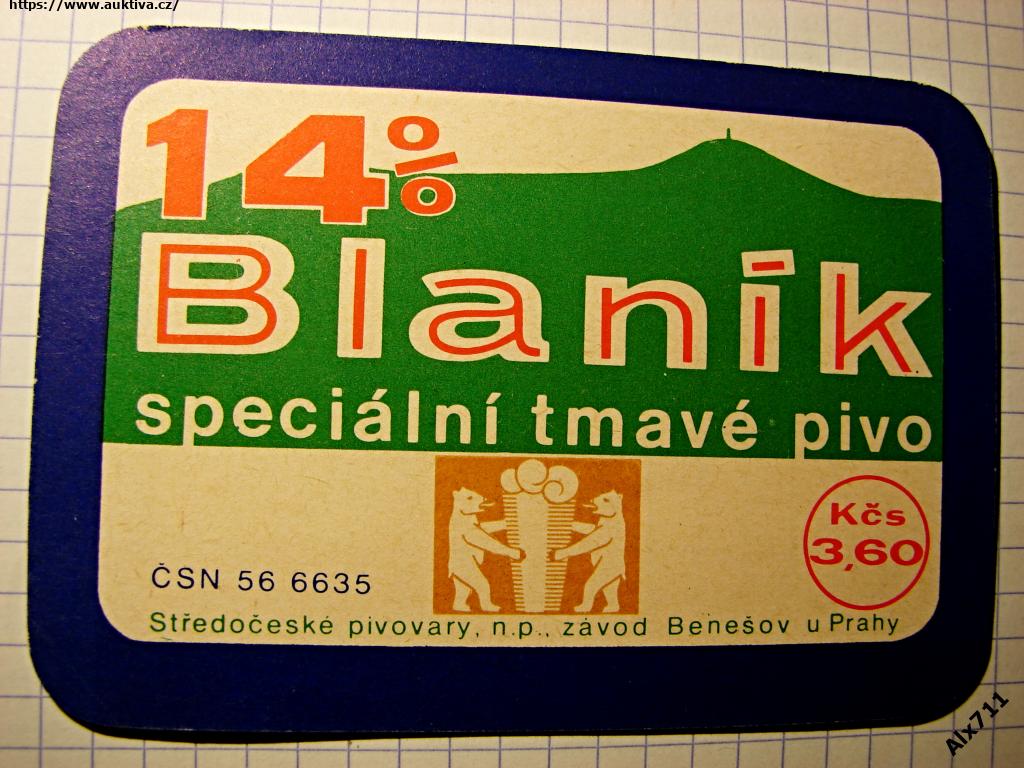 https://www.auktiva.cz/
14%
Blaník
speciální tmavé pivo
Kčs
3,60
ČSN 56 6635
Středočeské pivovary, n.p., závod Benešov u Prahy
Alx711